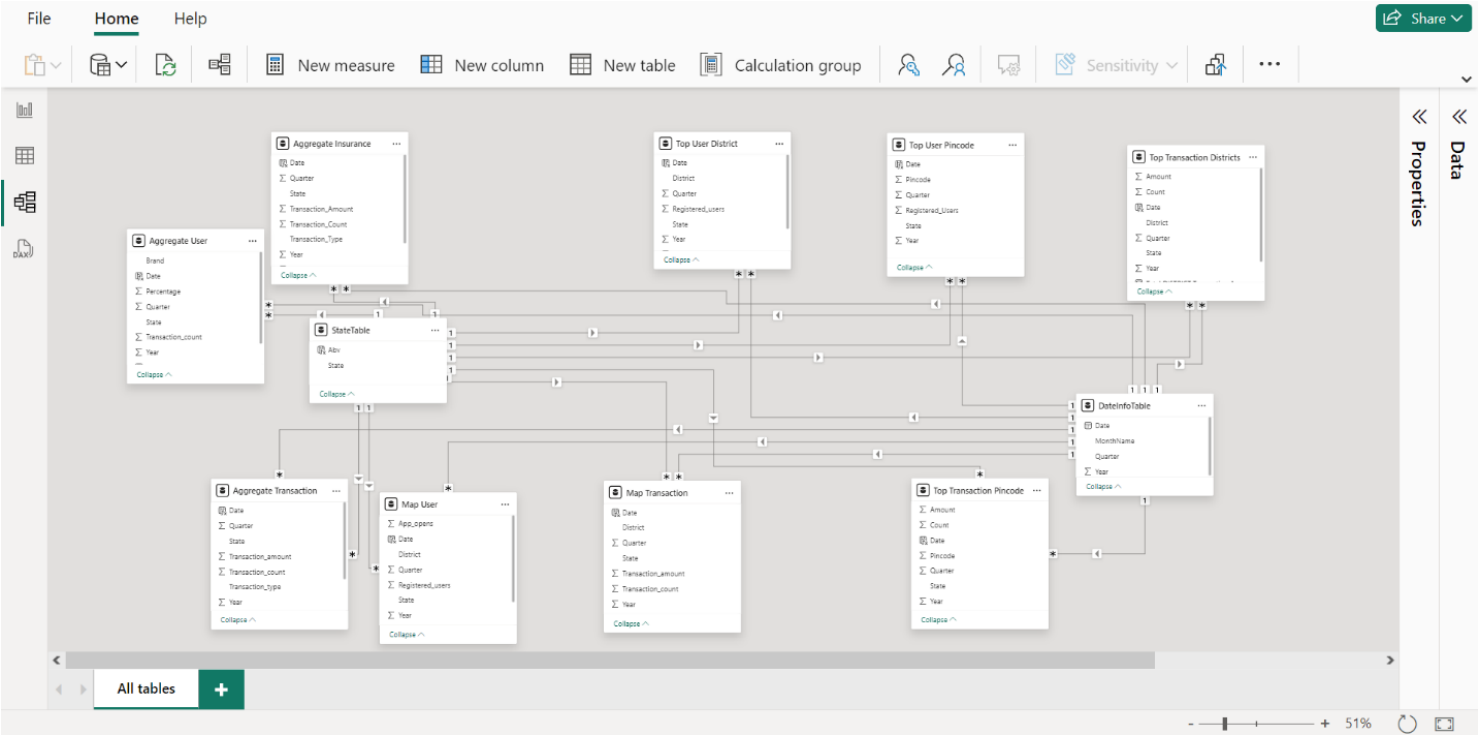 File Home Help Share
New measure New column New table Calculation group Sensitivity
Aggregate Insurance
Date
Quarter
State
Transaction_Amount
Transaction_Count
Transaction_Type
Year
Collapse
Top User District
Date
District
Quarter
Registered_users
State
Year
Collapse
Top User Pincode
Date
Pincode
Quarter
Registered_Users
State
Year
Collapse
Top Transaction Districts
Amount
Count
Date
District
Quarter
State
Year
Collapse
Aggregate User
Brand
Date
Percentage
Quarter
State
Transaction_count
Year
Collapse
StateTable
Abv
State
Collapse
DateInfoTable
Date
MonthName
Quarter
Year
Collapse
Aggregate Transaction
Date
Quarter
State
Transaction_amount
Transaction_count
Transaction_type
Year
Collapse
Map User
App_opens
Date
District
Quarter
Registered_users
State
Year
Collapse
Map Transaction
Date
District
Quarter
State
Transaction_amount
Transaction_count
Year
Collapse
Top Transaction Pincode
Amount
Count
Date
Pincode
Quarter
State
Year
Collapse
Properties
Data
DAX
All tables +
- + 51%